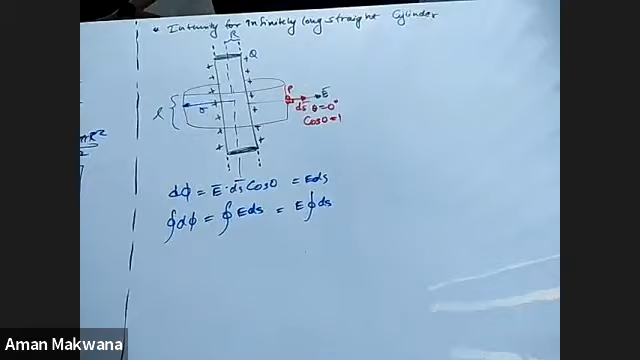 * Intensity for infinitely long straight Cylinder
R
Q
P
E̅
ds̅ θ=0°
Cosθ=1
l
r
dϕ = E̅·ds̅ Cosθ = Eds
∮dϕ = ∮Eds = E∮ds
Aman Makwana